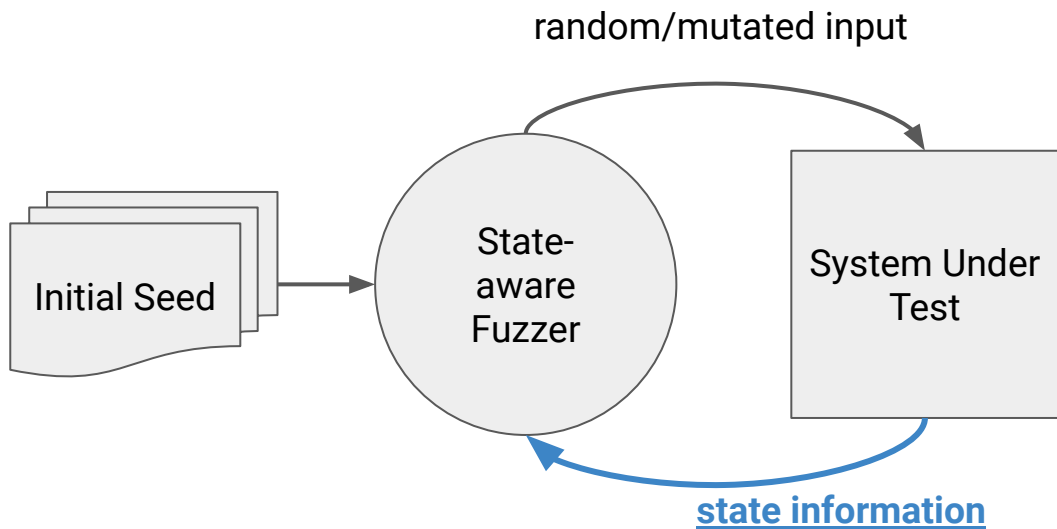 random/mutated input
Initial Seed
State-
aware
Fuzzer
System Under
Test
state information